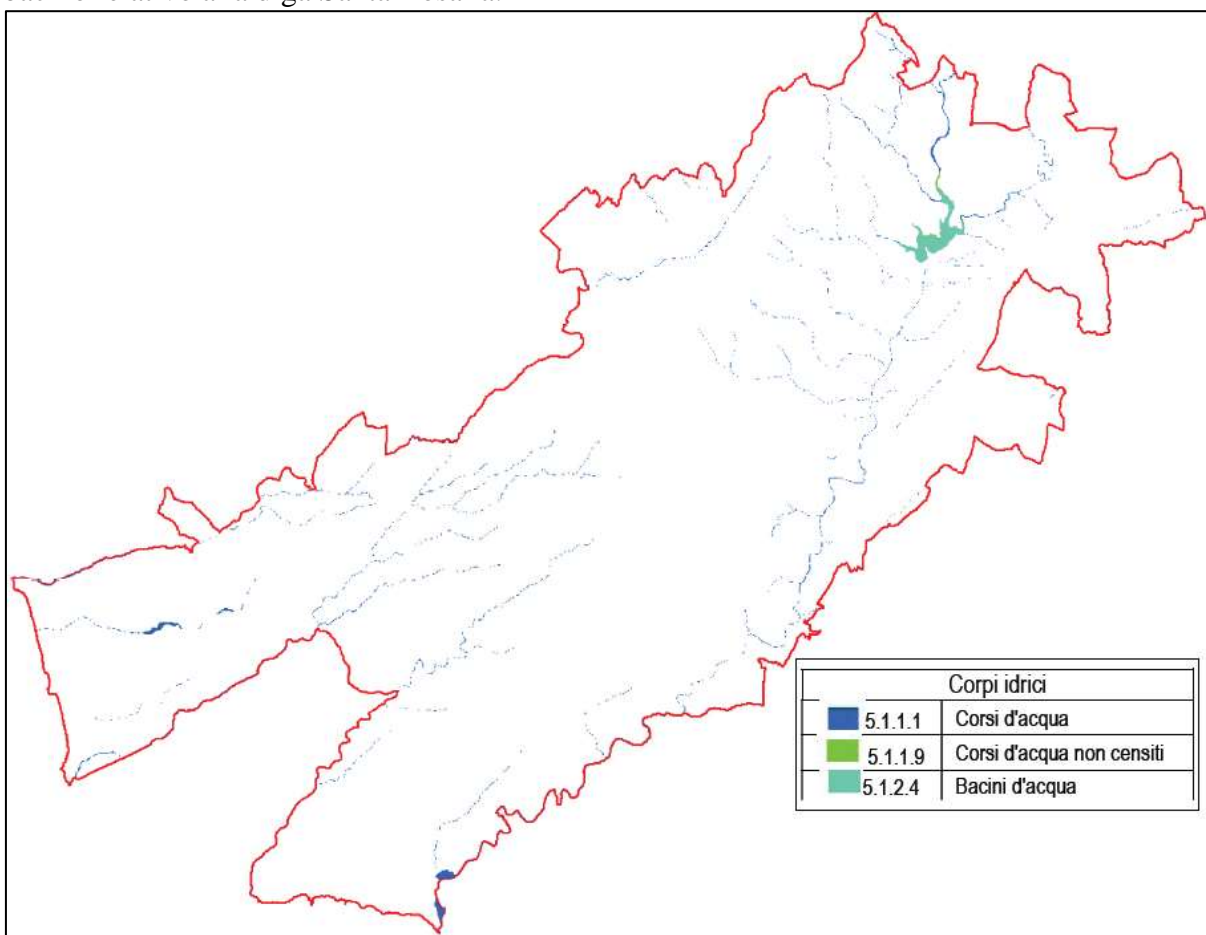 Corpi idrici
5.1.1.1 Corsi d'acqua
5.1.1.9 Corsi d'acqua non censiti
5.1.2.4 Bacini d'acqua